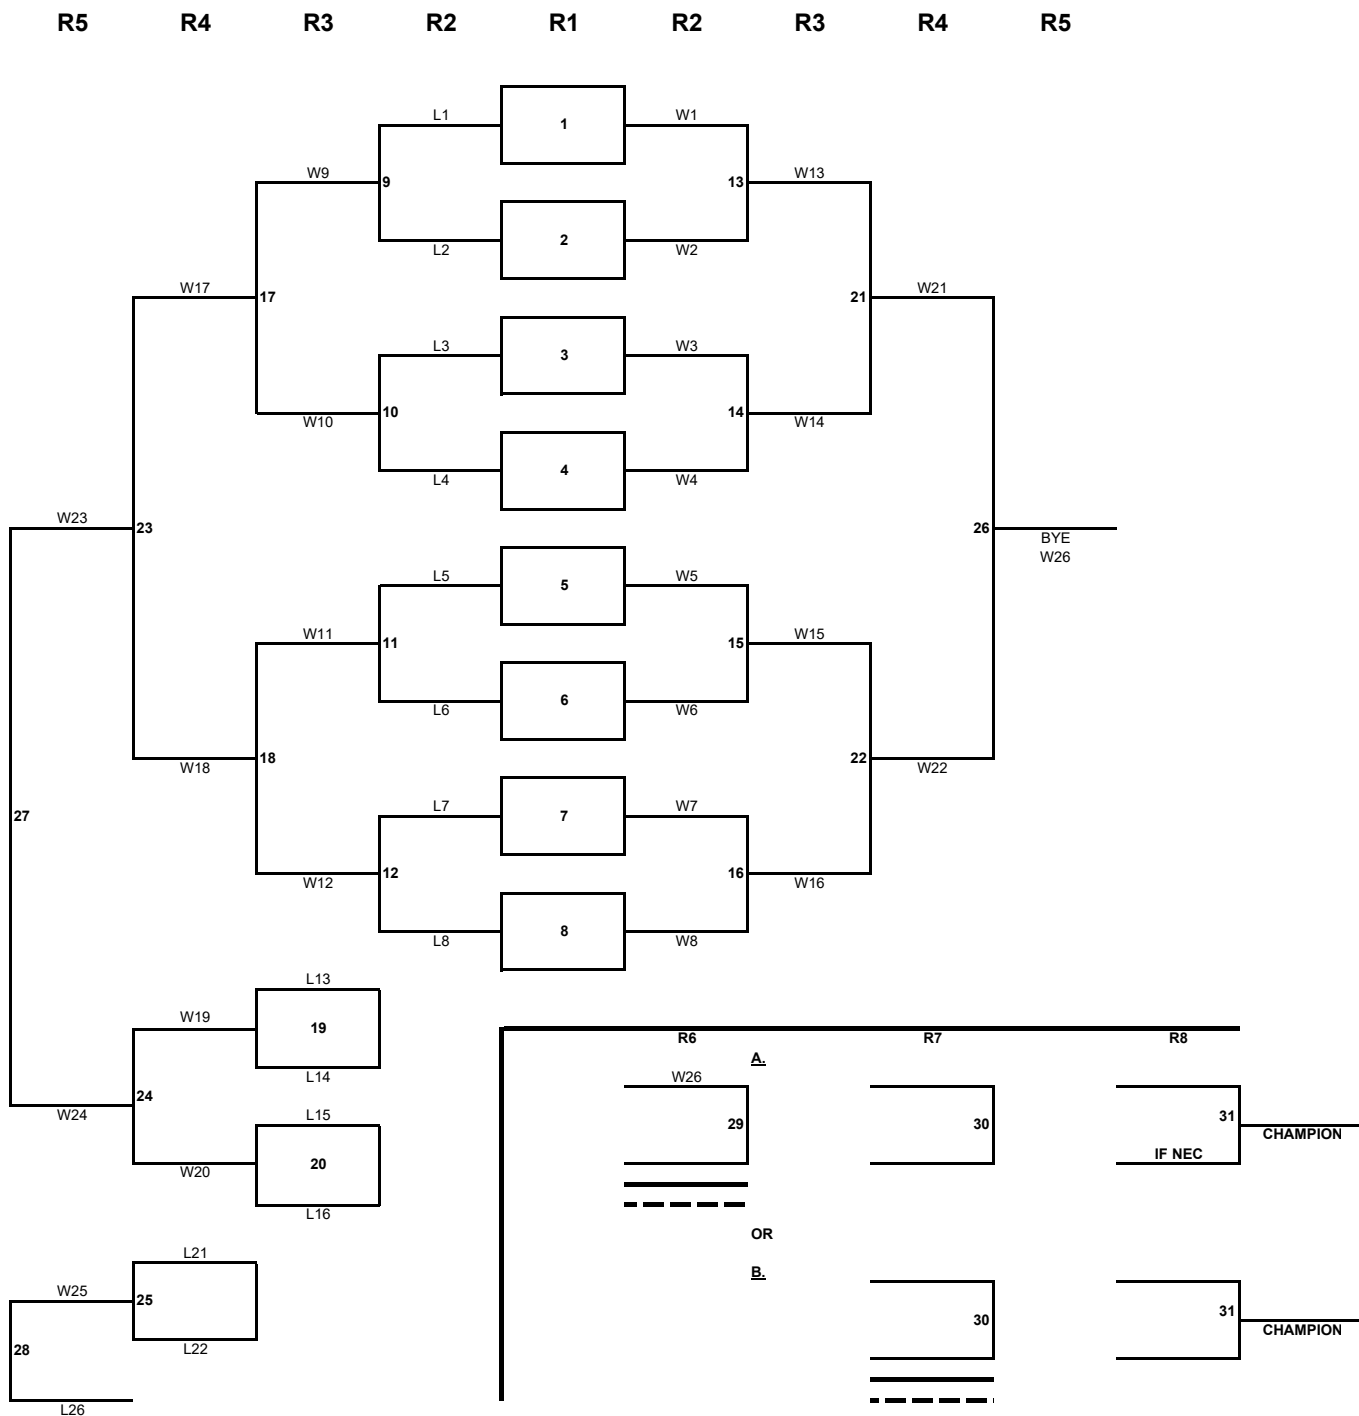 R5 R4 R3 R2 R1 R2 R3 R4 R5
L1 1 W1
W9 9 13 W13
L2 2 W2
W17 17 21 W21
L3 3 W3
W10 10 14 W14
L4 4 W4
W23 23 26
BYE
W26
L5 5 W5
W11 11 15 W15
L6 6 W6
W18 18 22 W22
L7 7 W7
27
W12 12 16 W16
L8 8 W8
L13
W19 19
R6 R7 R8
A.
L14 W26
24
W24 L15 29 30 31
CHAMPION
20 IF NEC
W20
L16
OR
L21 B.
W25 25 30 31
CHAMPION
L22
28
L26